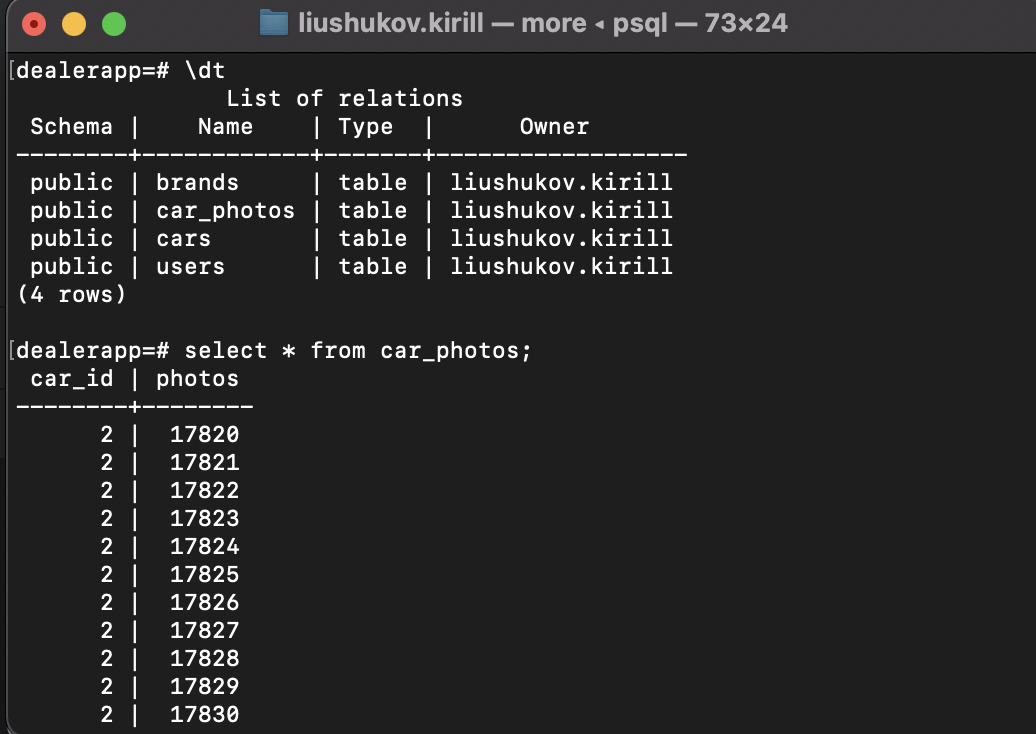 liushukov.kirill — more ◂ psql — 73×24
[dealerapp=# \dt
List of relations
 Schema |    Name    | Type  |      Owner
--------+------------+-------+------------------
 public | brands     | table | liushukov.kirill
 public | car_photos | table | liushukov.kirill
 public | cars       | table | liushukov.kirill
 public | users      | table | liushukov.kirill
(4 rows)
[dealerapp=# select * from car_photos;
 car_id | photos
--------+--------
      2 |  17820
      2 |  17821
      2 |  17822
      2 |  17823
      2 |  17824
      2 |  17825
      2 |  17826
      2 |  17827
      2 |  17828
      2 |  17829
      2 |  17830